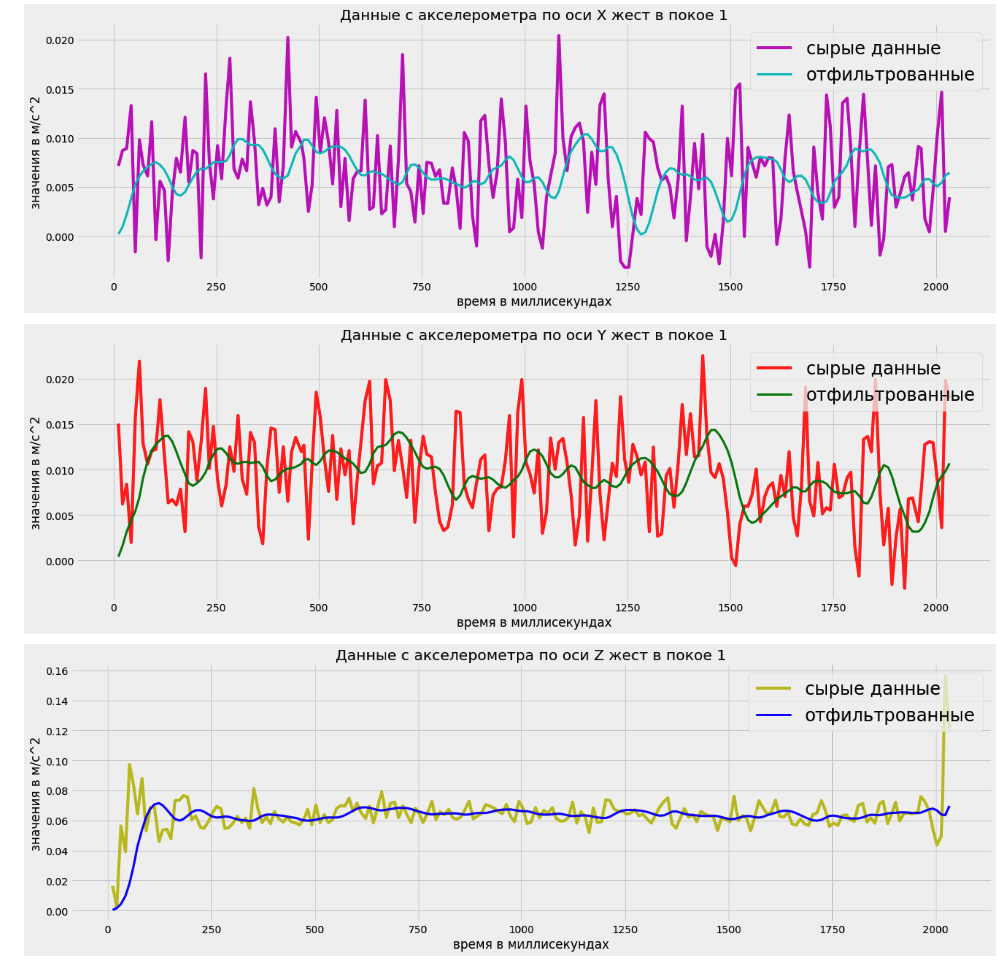 Данные с акселерометра по оси X жест в покое 1
сырые данные
отфильтрованные
значения в м/с^2
0.020
0.015
0.010
0.005
0.000
0 250 500 750 1000 1250 1500 1750 2000
время в миллисекундах
Данные с акселерометра по оси Y жест в покое 1
сырые данные
отфильтрованные
значения в м/с^2
0.020
0.015
0.010
0.005
0.000
0 250 500 750 1000 1250 1500 1750 2000
время в миллисекундах
Данные с акселерометра по оси Z жест в покое 1
сырые данные
отфильтрованные
значения в м/с^2
0.16
0.14
0.12
0.10
0.08
0.06
0.04
0.02
0.00
0 250 500 750 1000 1250 1500 1750 2000
время в миллисекундах